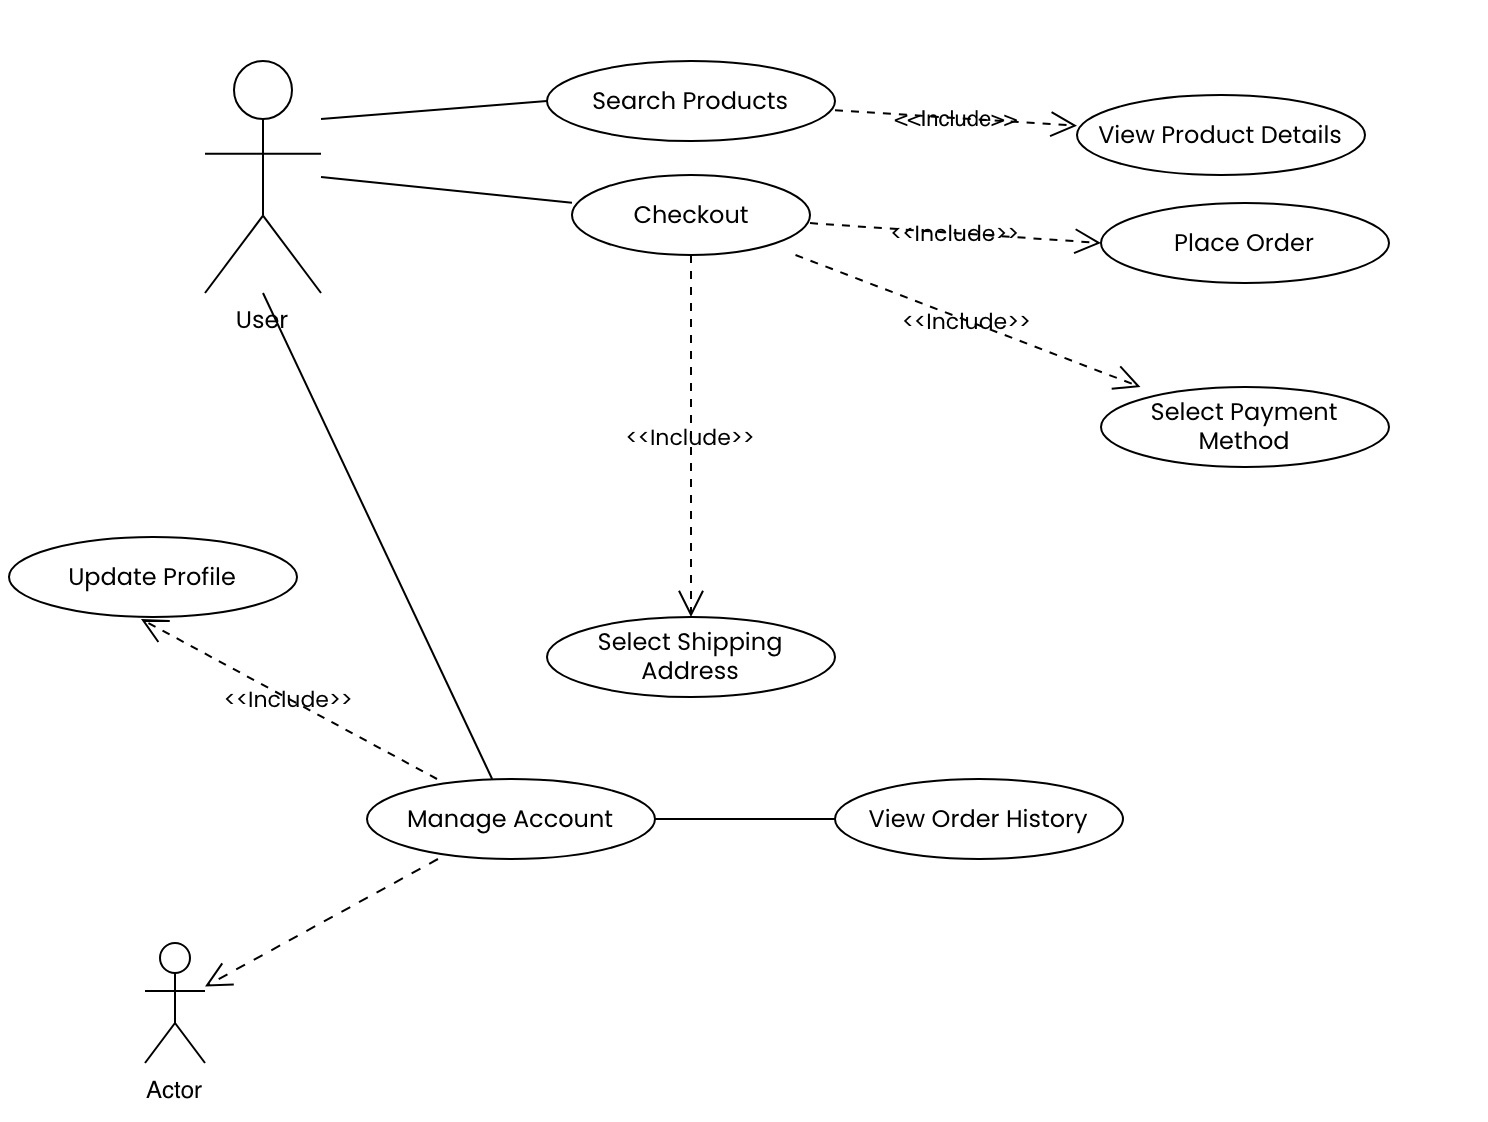 Search Products
<<Include>>
View Product Details
Checkout
<<Include>>
Place Order
User
<<Include>>
Select Payment
Method
<<Include>>
Update Profile
Select Shipping
Address
<<Include>>
Manage Account
View Order History
Actor